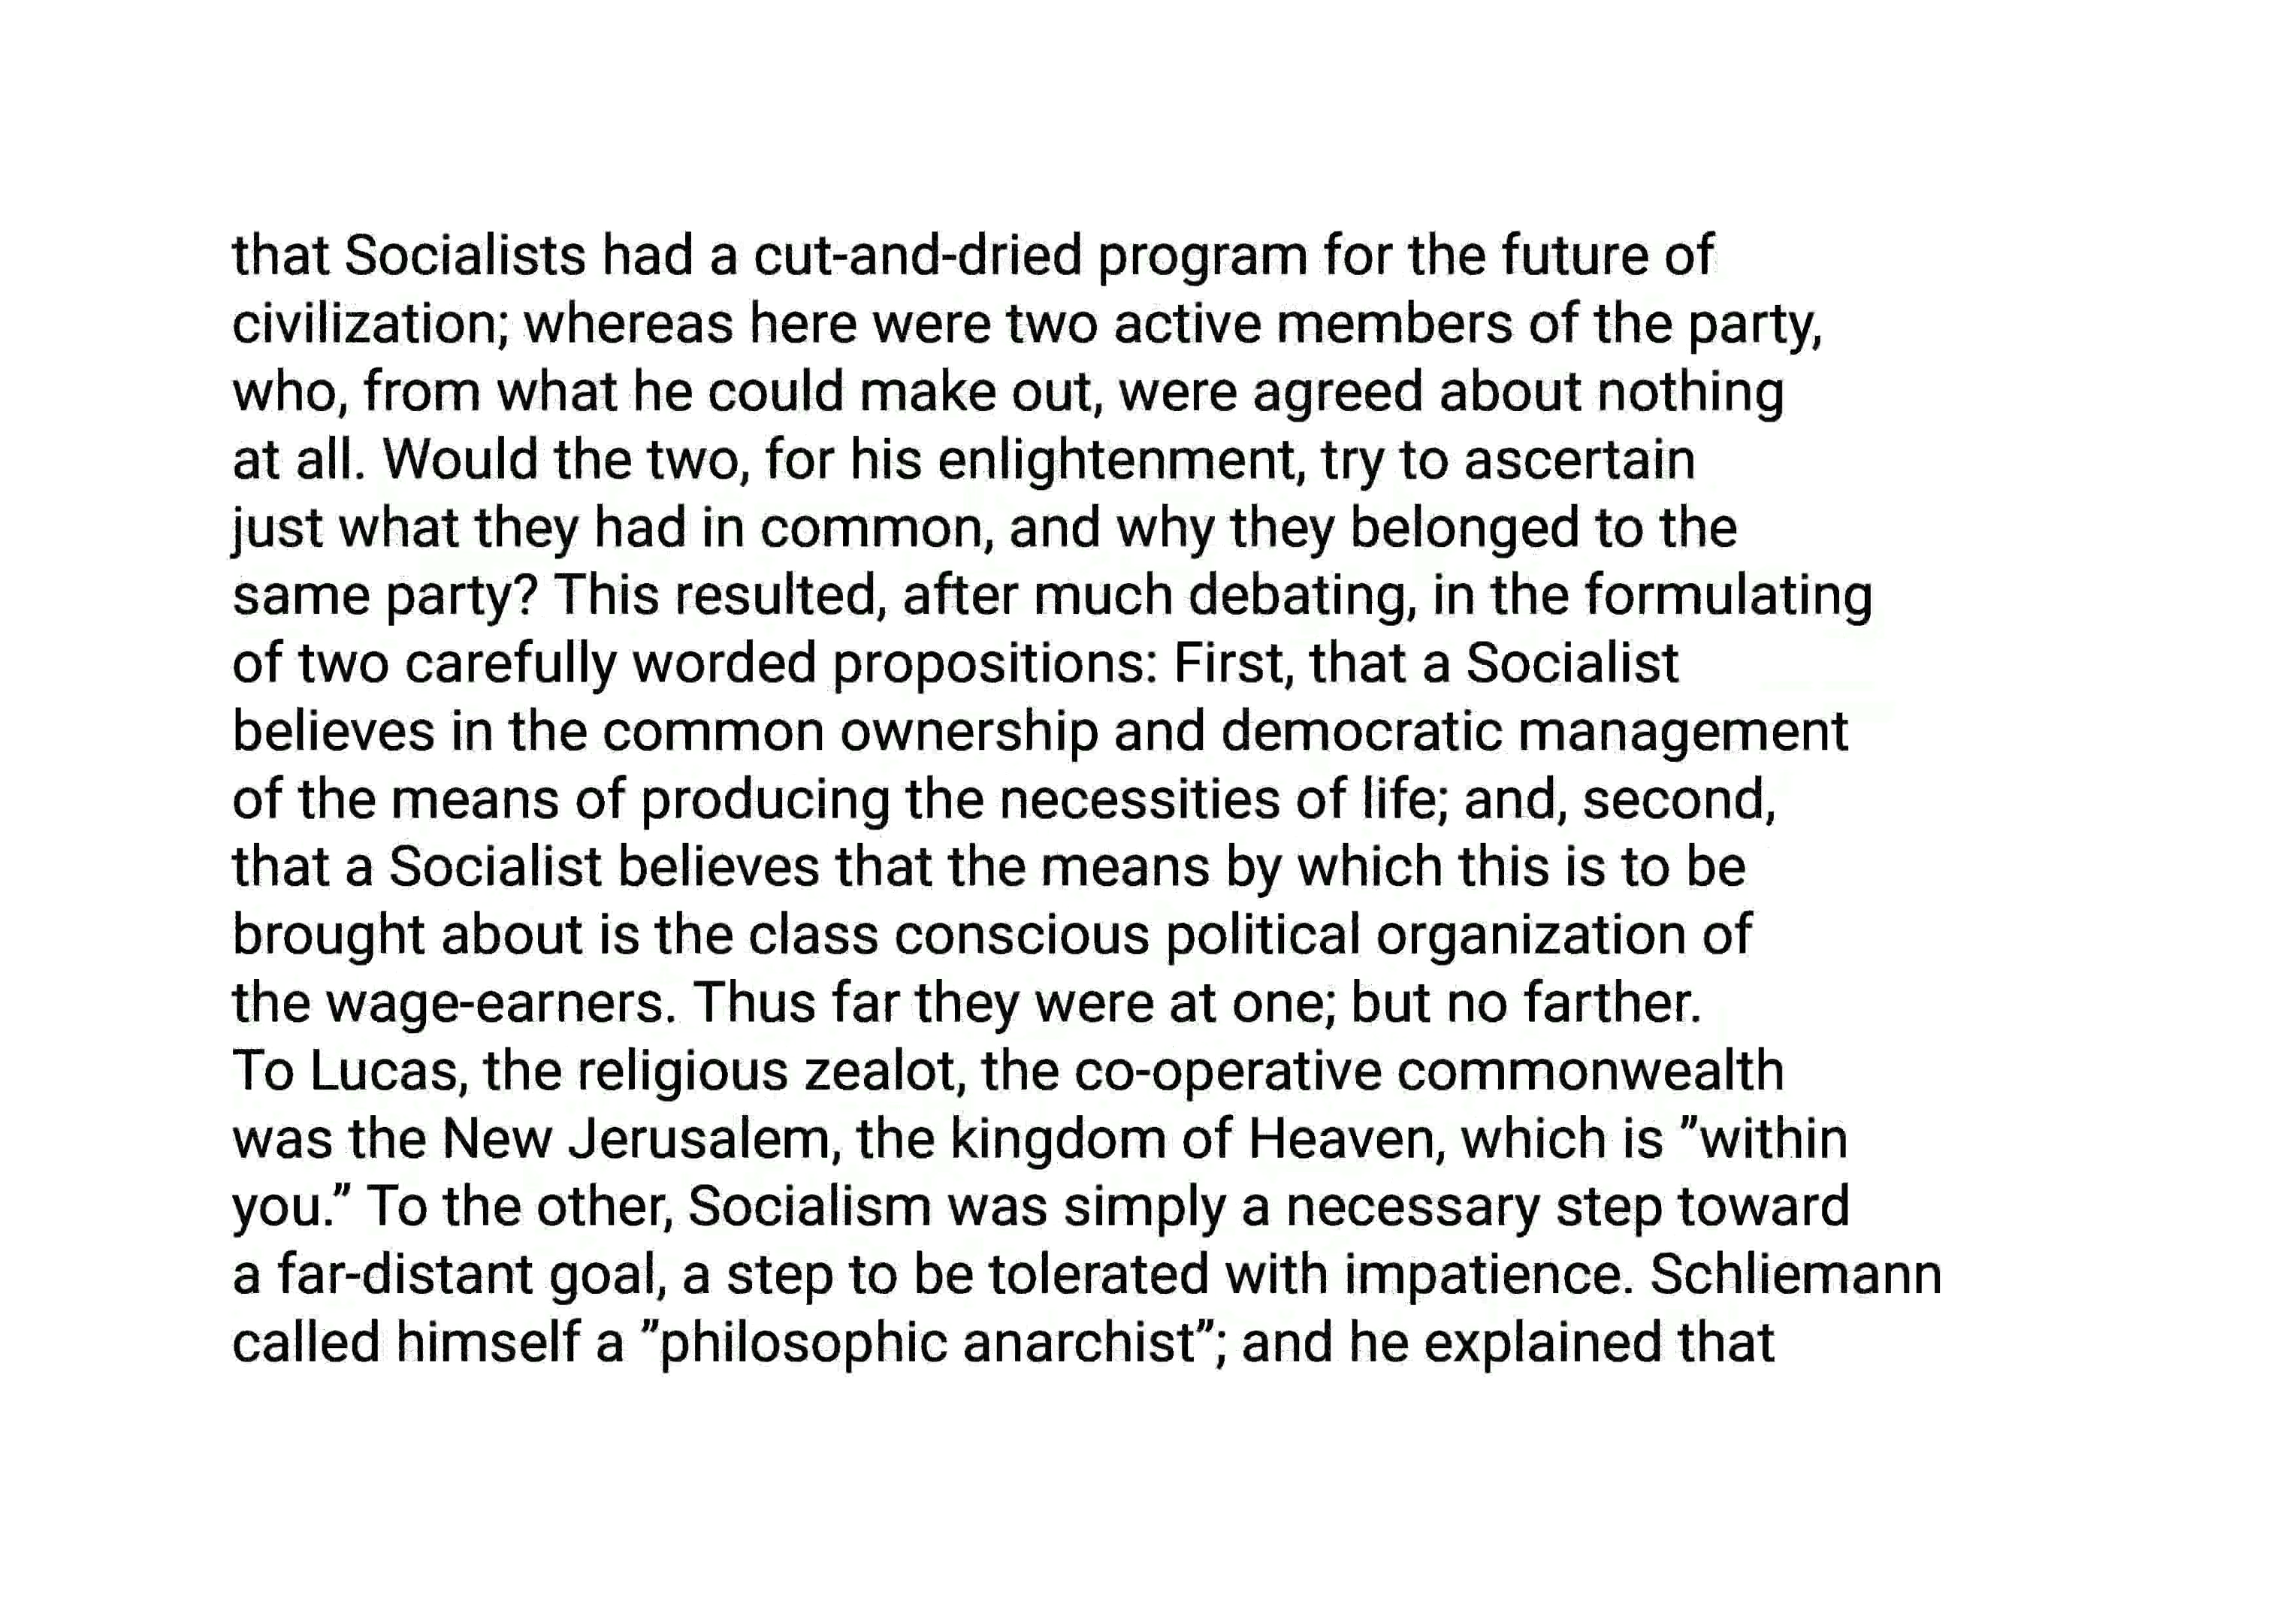 that Socialists had a cut-and-dried program for the future of
civilization; whereas here were two active members of the party,
who, from what he could make out, were agreed about nothing
at all. Would the two, for his enlightenment, try to ascertain
just what they had in common, and why they belonged to the
same party? This resulted, after much debating, in the formulating
of two carefully worded propositions: First, that a Socialist
believes in the common ownership and democratic management
of the means of producing the necessities of life; and, second,
that a Socialist believes that the means by which this is to be
brought about is the class conscious political organization of
the wage-earners. Thus far they were at one; but no farther.
To Lucas, the religious zealot, the co-operative commonwealth
was the New Jerusalem, the kingdom of Heaven, which is ”within
you.” To the other, Socialism was simply a necessary step toward
a far-distant goal, a step to be tolerated with impatience. Schliemann
called himself a ”philosophic anarchist”; and he explained that